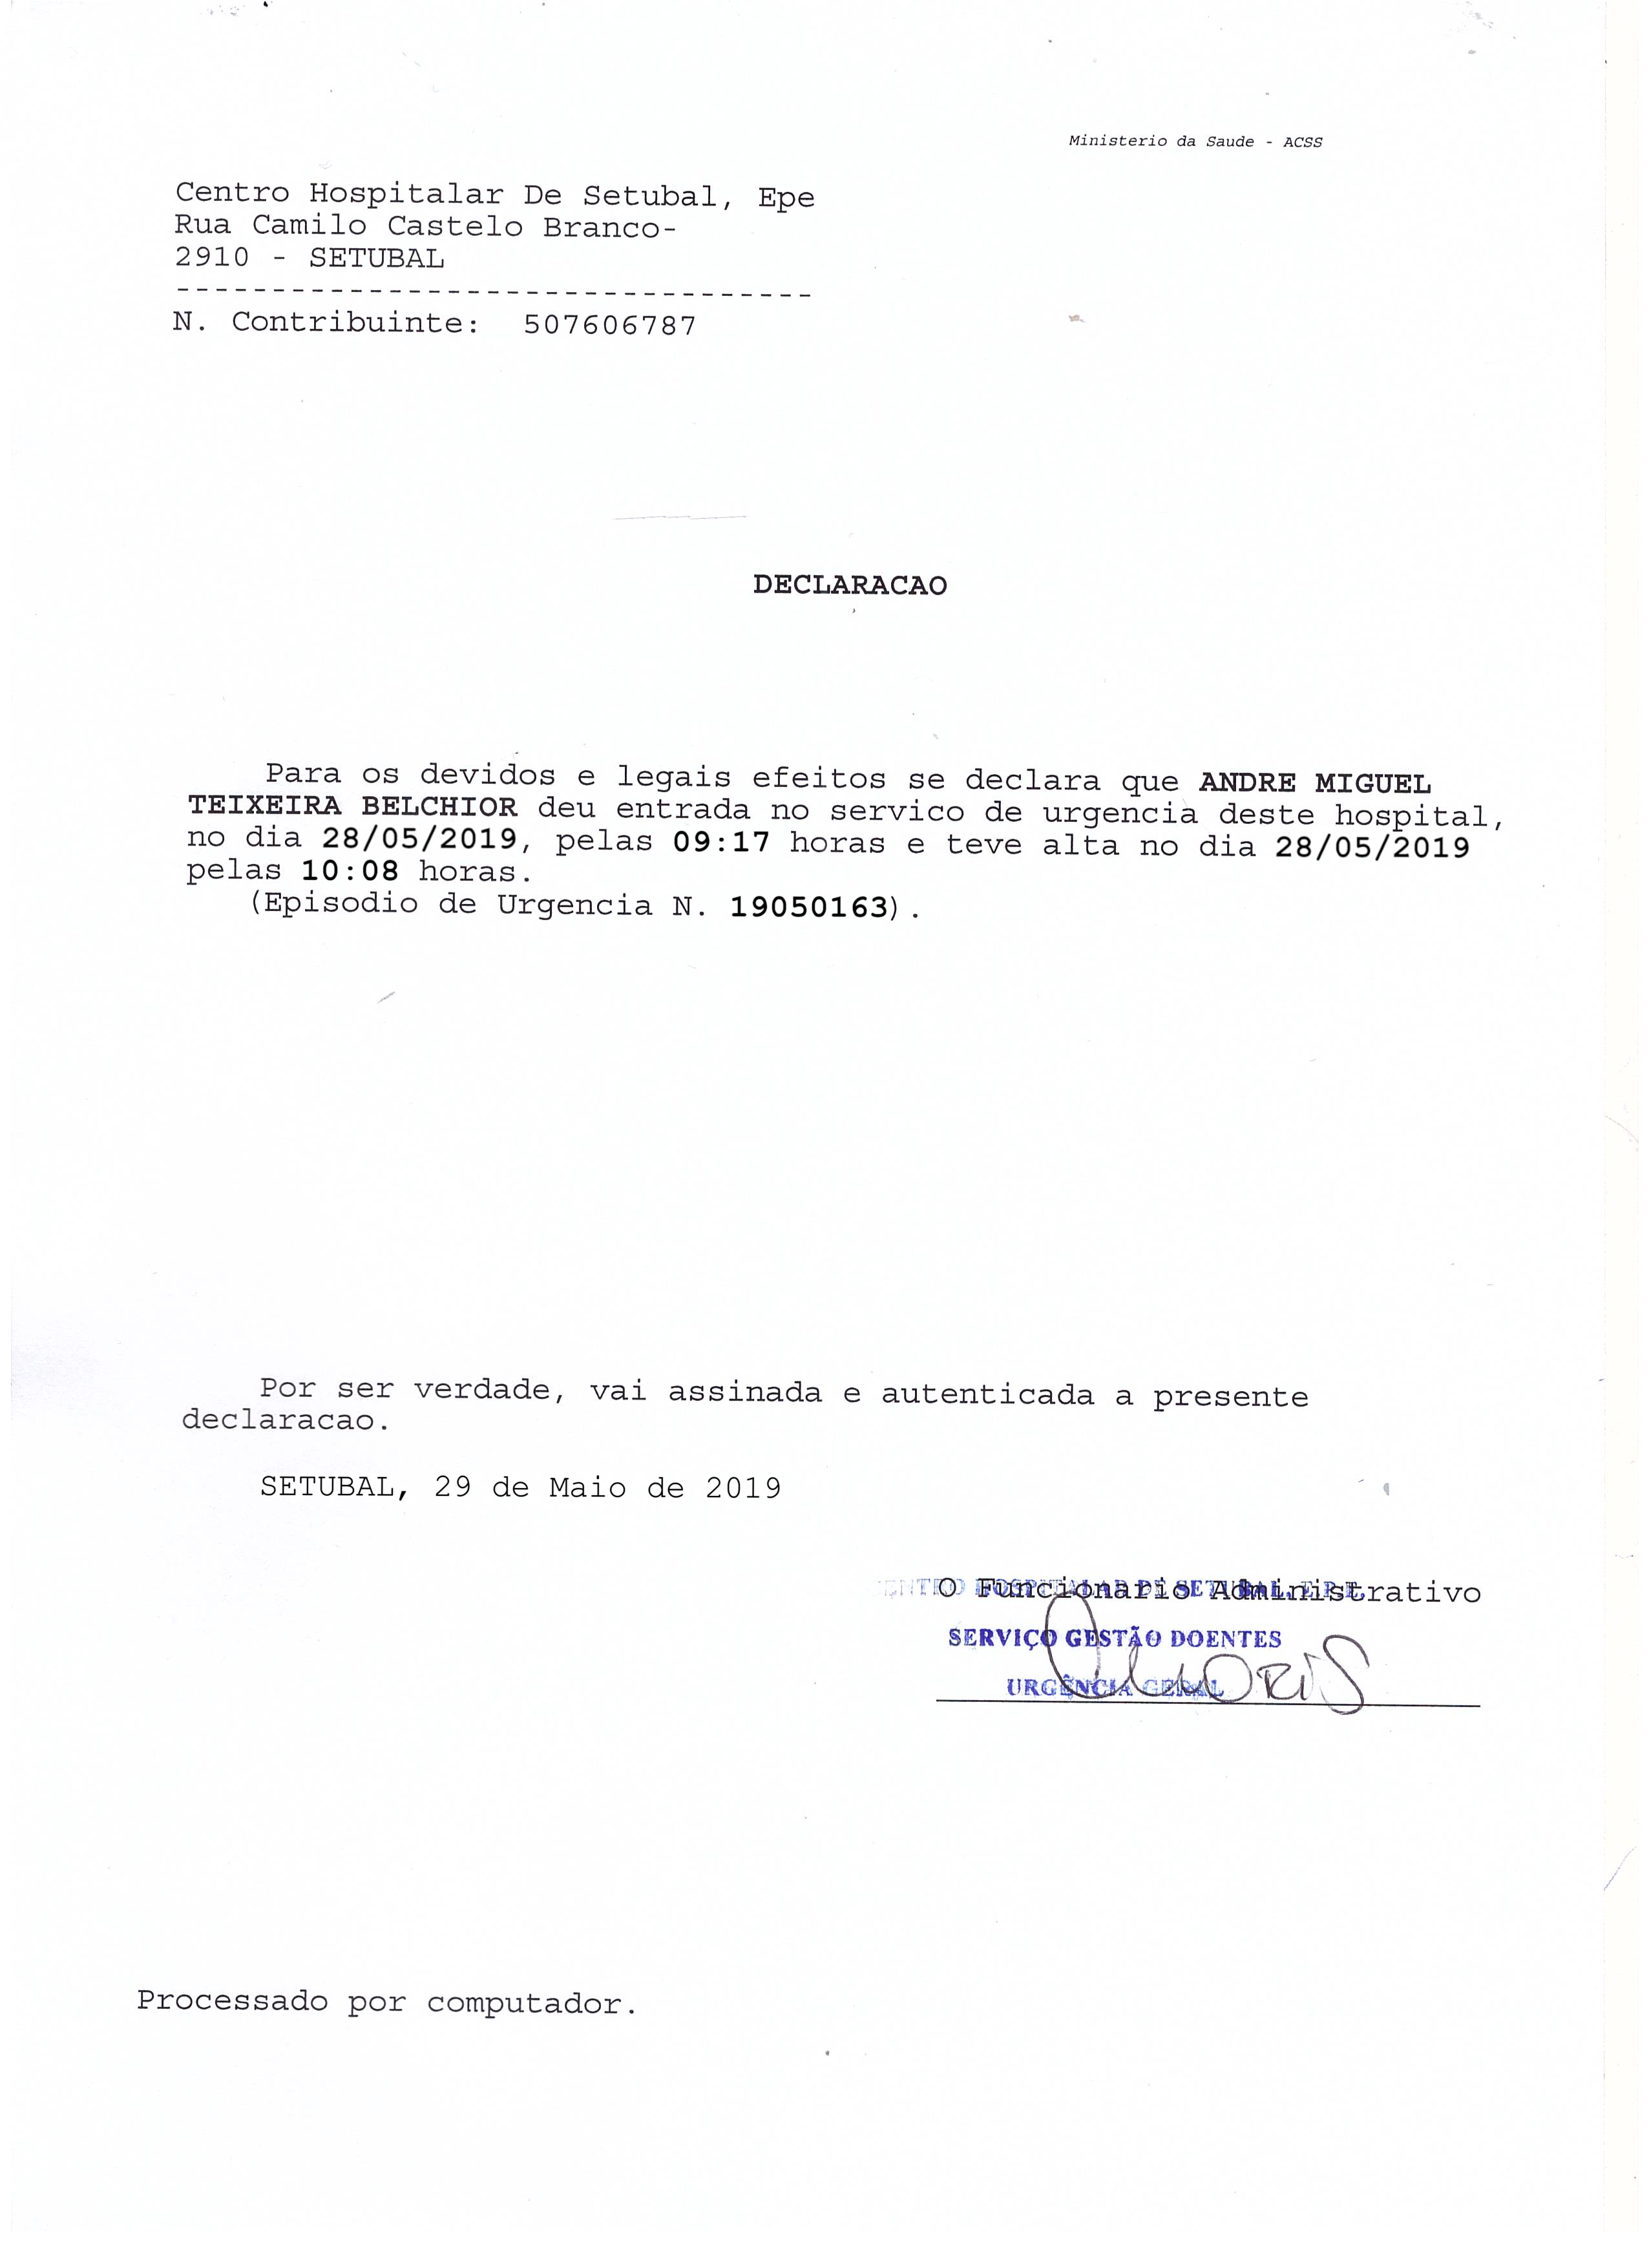 Ministerio da Saude - ACSS
Centro Hospitalar De Setubal, Epe
Rua Camilo Castelo Branco-
2910 - SETUBAL
---------------------------------
N. Contribuinte: 507606787
DECLARACAO
Para os devidos e legais efeitos se declara que ANDRE MIGUEL
TEIXEIRA BELCHIOR deu entrada no servico de urgencia deste hospital,
no dia 28/05/2019, pelas 09:17 horas e teve alta no dia 28/05/2019
pelas 10:08 horas.
(Episodio de Urgencia N. 19050163).
Por ser verdade, vai assinada e autenticada a presente
declaracao.
SETUBAL, 29 de Maio de 2019
O Funcionario Administrativo
SERVIÇO GESTÃO DOENTES
URGÊNCIA GERAL
Processado por computador.